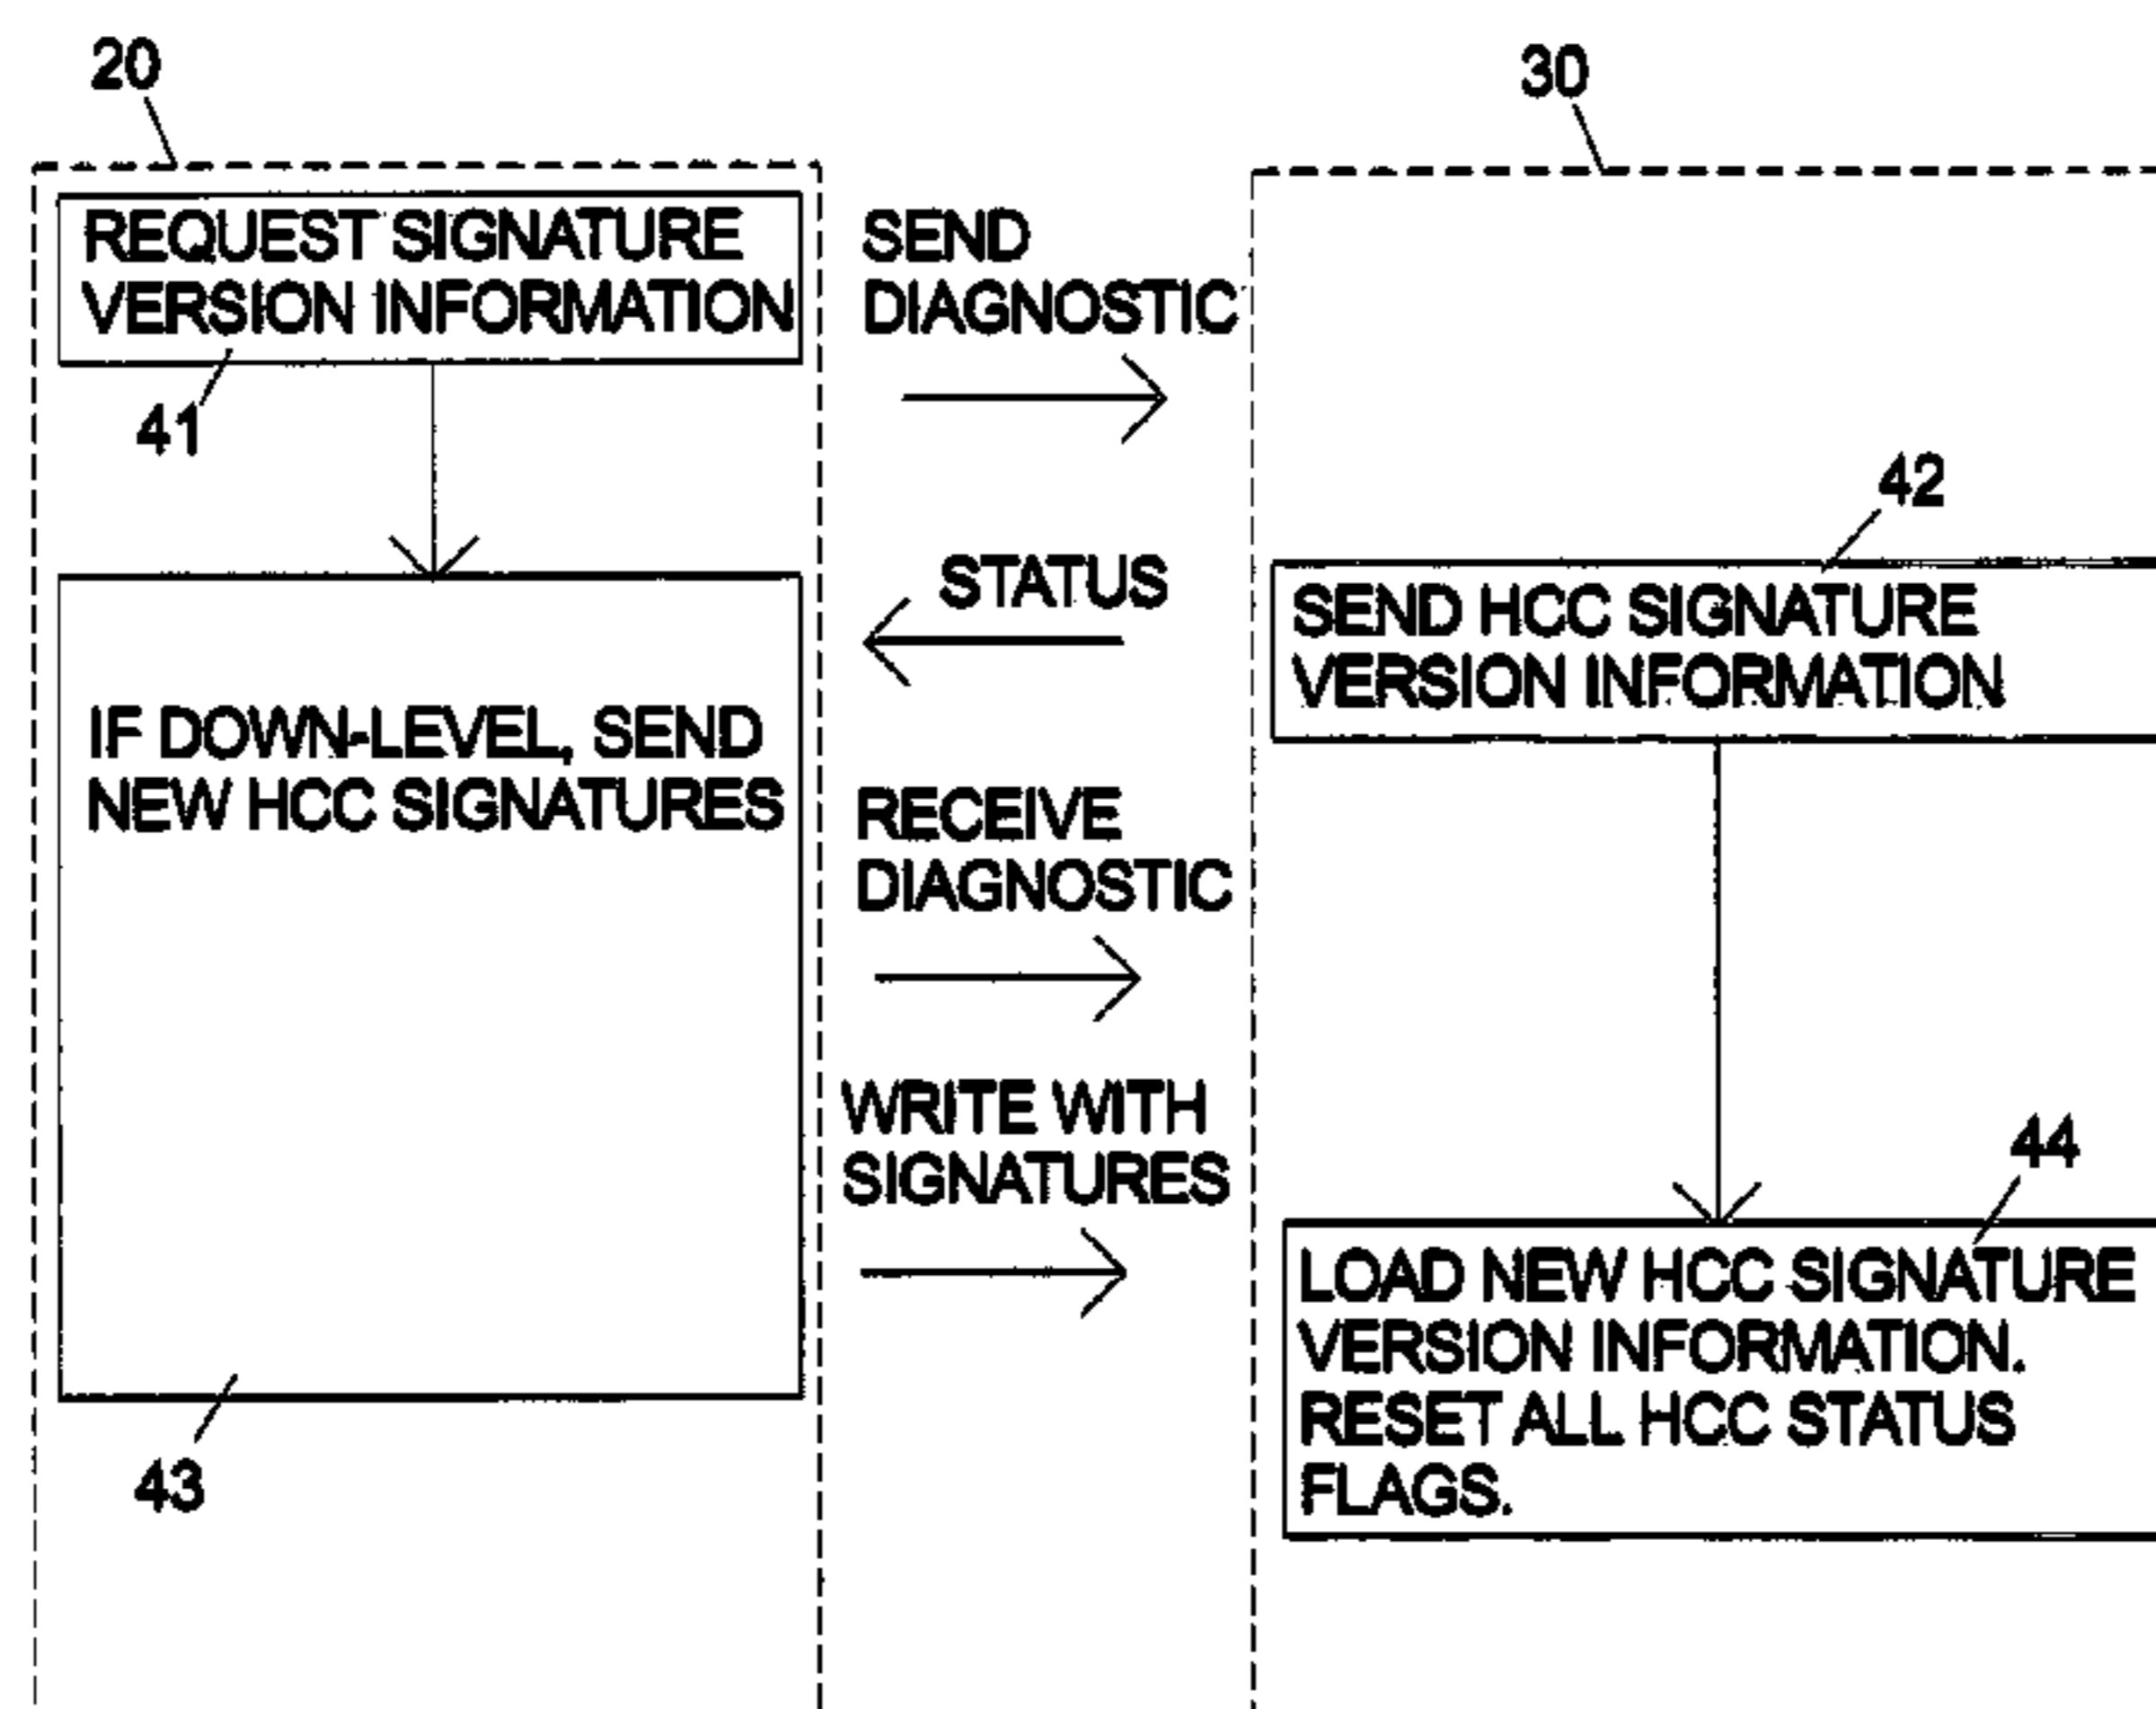 20
30
REQUEST SIGNATURE
VERSION INFORMATION
41
SEND
DIAGNOSTIC
STATUS
42
SEND HCC SIGNATURE
VERSION INFORMATION
IF DOWN-LEVEL, SEND
NEW HCC SIGNATURES
43
RECEIVE
DIAGNOSTIC
WRITE WITH
SIGNATURES
44
LOAD NEW HCC SIGNATURE
VERSION INFORMATION.
RESET ALL HCC STATUS
FLAGS.